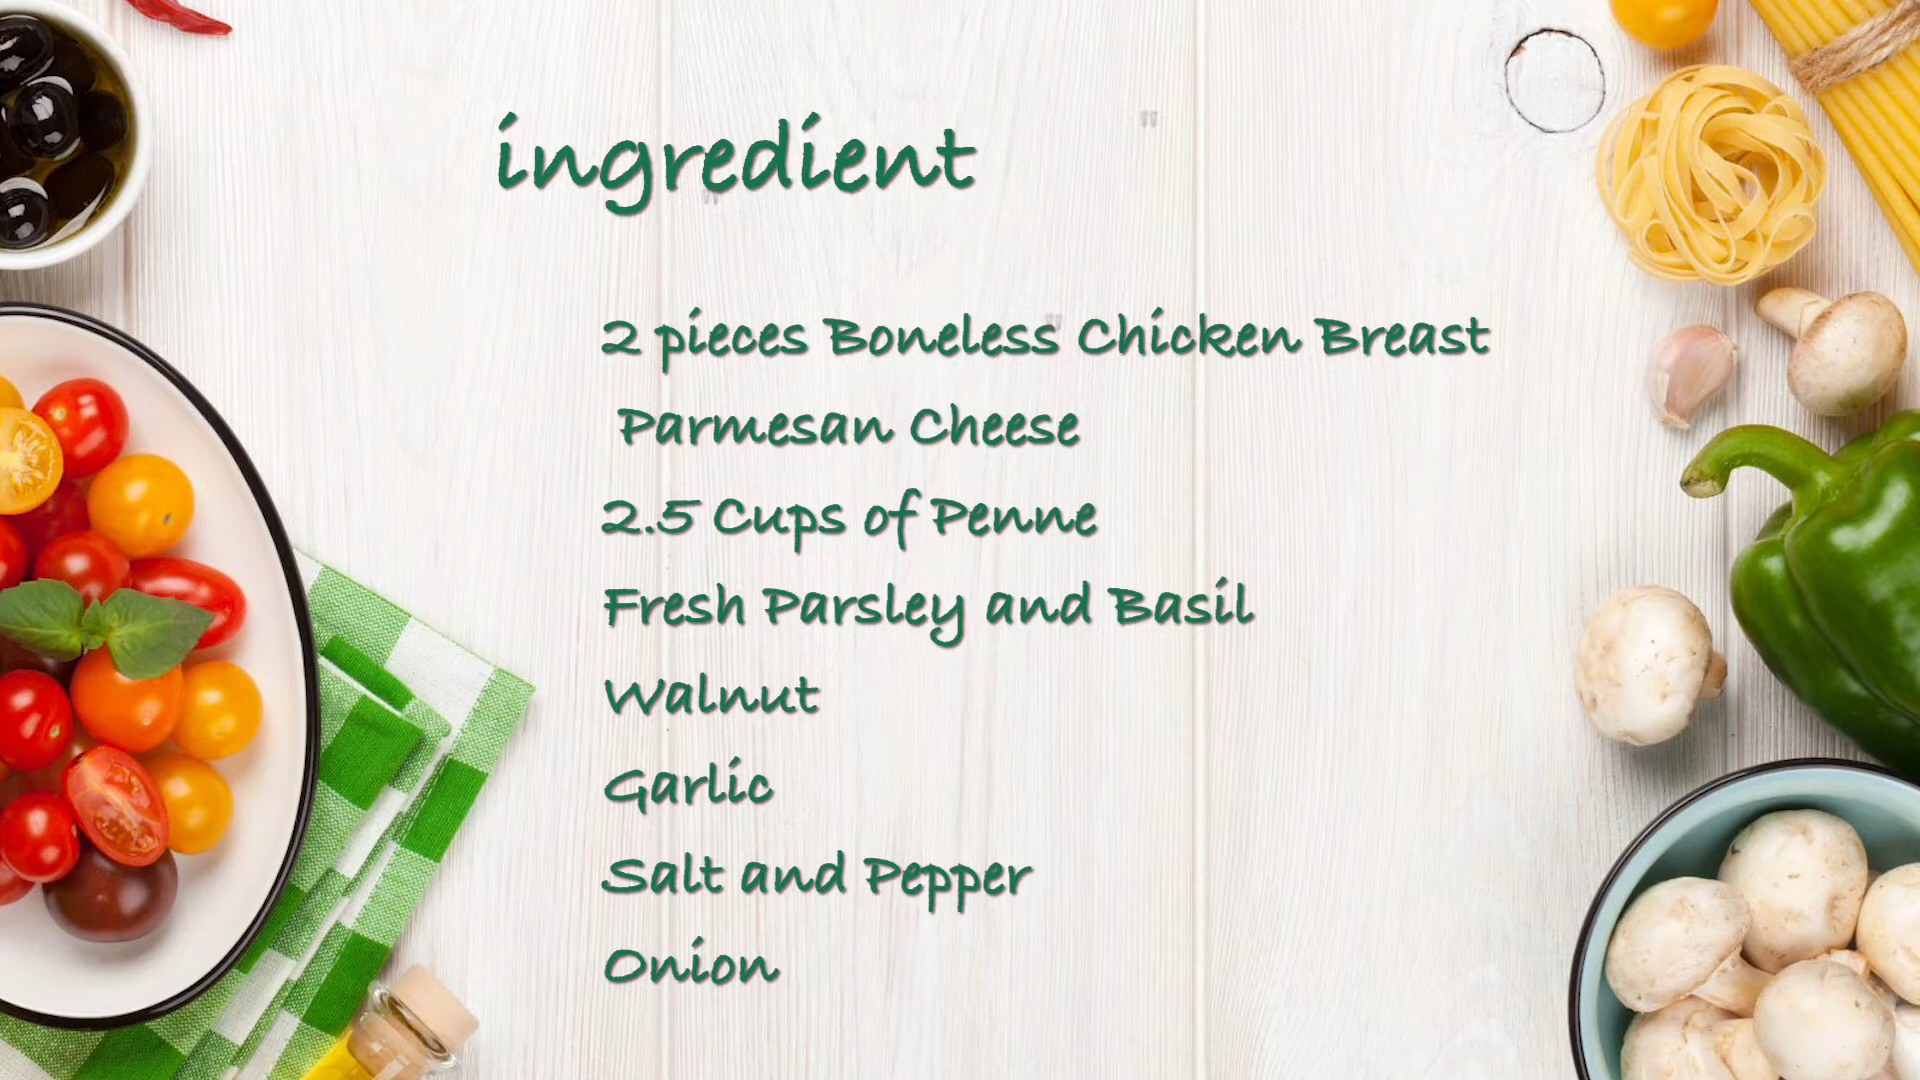 ingredient
2 pieces Boneless Chicken Breast
Parmesan Cheese
2.5 Cups of Penne
Fresh Parsley and Basil
Walnut
Garlic
Salt and Pepper
Onion